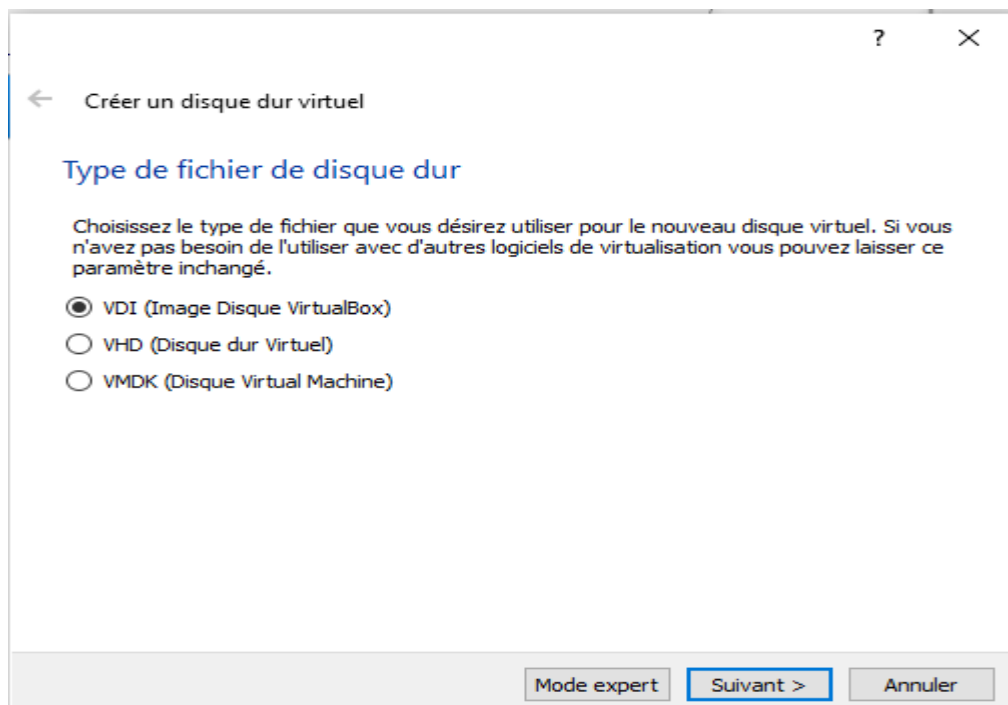 ?
Créer un disque dur virtuel
Type de fichier de disque dur
Choisissez le type de fichier que vous désirez utiliser pour le nouveau disque virtuel. Si vous
n'avez pas besoin de l'utiliser avec d'autres logiciels de virtualisation vous pouvez laisser ce
paramètre inchangé.
VDI (Image Disque VirtualBox)
VHD (Disque dur Virtuel)
VMDK (Disque Virtual Machine)
Mode expert Suivant > Annuler